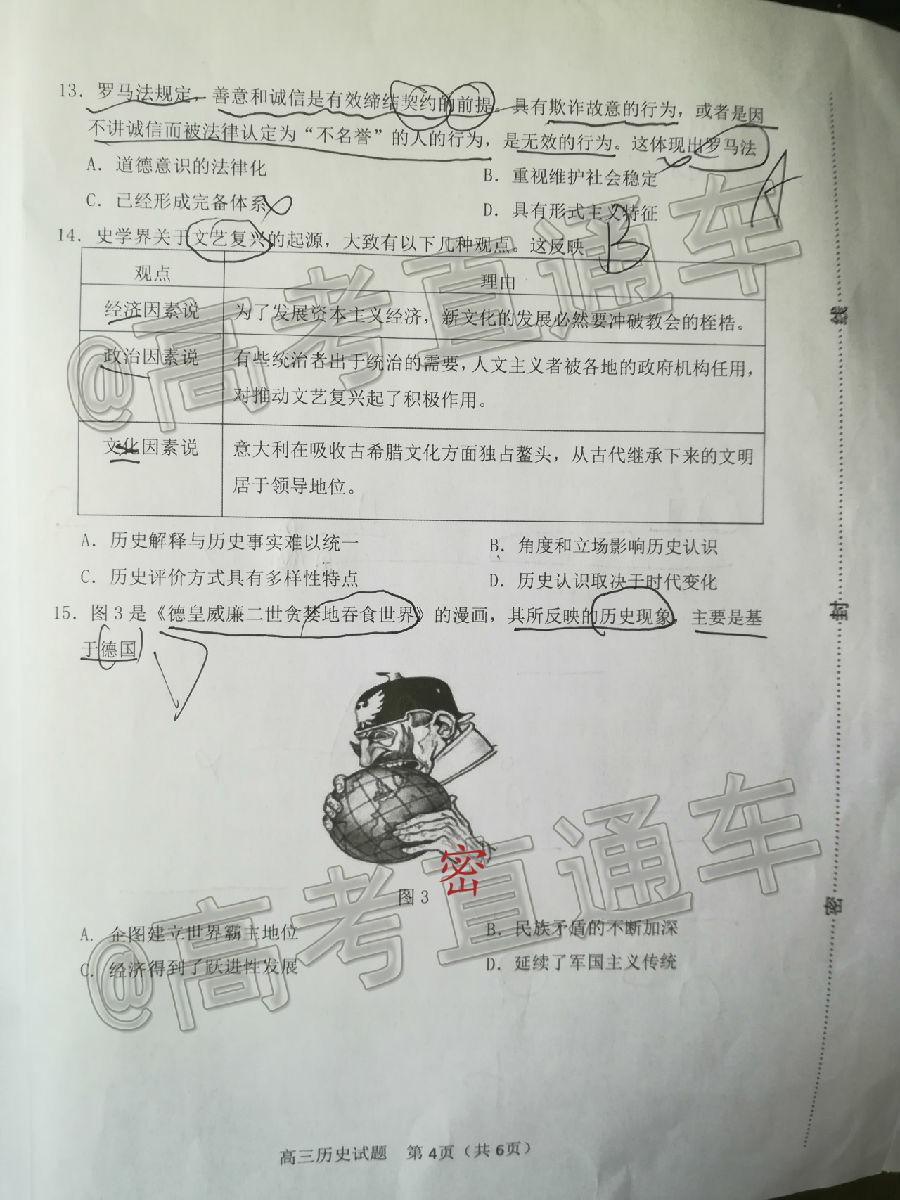 13. 罗马法规定，善意和诚信是有效缔结契约的前提。具有欺诈故意的行为，或者是因
不讲诚信而被法律认定为“不名誉”的人的行为，是无效的行为。这体现出罗马法
A. 道德意识的法律化
B. 重视维护社会稳定
C. 已经形成完备体系
D. 具有形式主义特征
A
14. 史学界关于文艺复兴的起源，大致有以下几种观点。这反映
B
观点
理由
经济因素说
为了发展资本主义经济，新文化的发展必然要冲破教会的桎梏。
政治因素说
有些统治者出于统治的需要，人文主义者被各地的政府机构任用，
对推动文艺复兴起了积极作用。
文化因素说
意大利在吸收古希腊文化方面独占鳌头，从古代继承下来的文明
居于领导地位。
A. 历史解释与历史事实难以统一
B. 角度和立场影响历史认识
C. 历史评价方式具有多样性特点
D. 历史认识取决于时代变化
15. 图3是《德皇威廉二世贪婪地吞食世界》的漫画，其所反映的历史现象，主要是基
于德国
密
图3
A. 企图建立世界霸主地位
B. 民族矛盾的不断加深
C. 经济得到了跃进性发展
D. 延续了军国主义传统
高三历史试题 第4页（共6页）
线
封
密
@高考直通车
@高考直通车